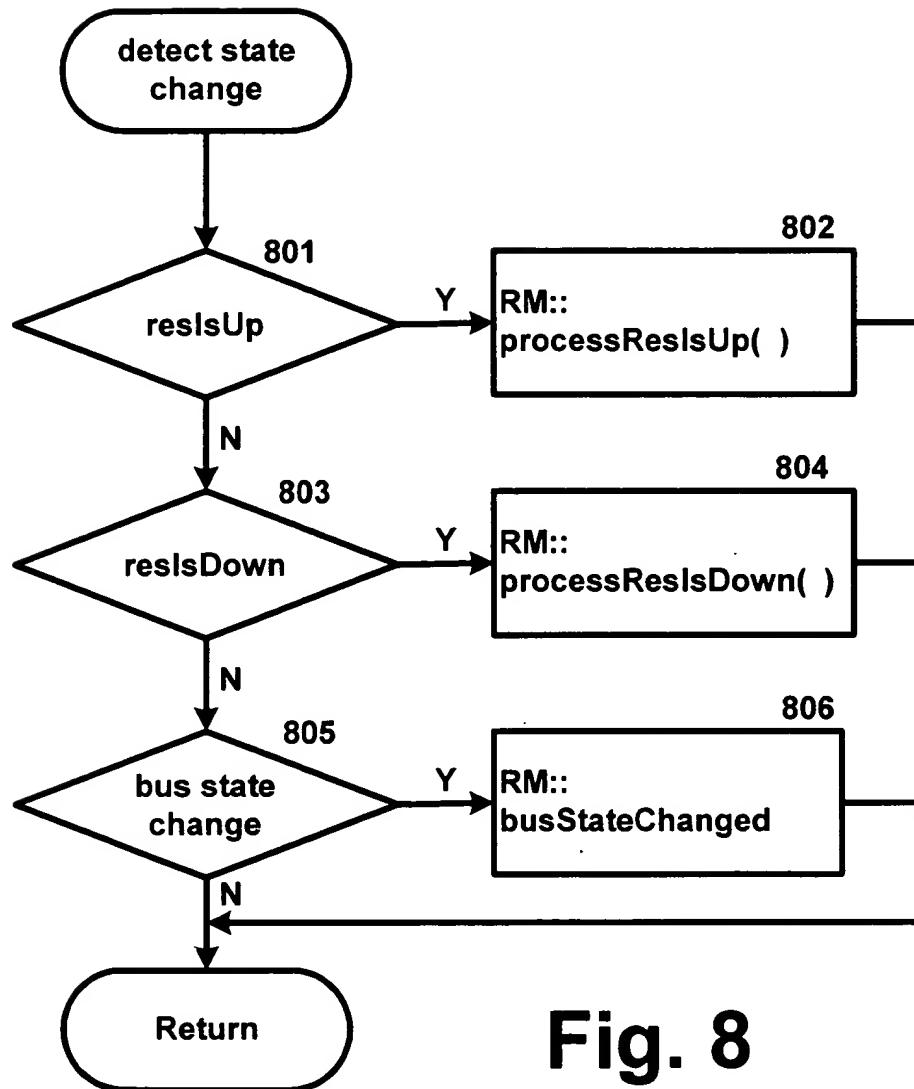 detect state
change
801
resIsUp
Y
802
RM::
processResIsUp( )
N
803
resIsDown
Y
804
RM::
processResIsDown( )
N
805
bus state
change
Y
806
RM::
busStateChanged
N
Return
Fig. 8